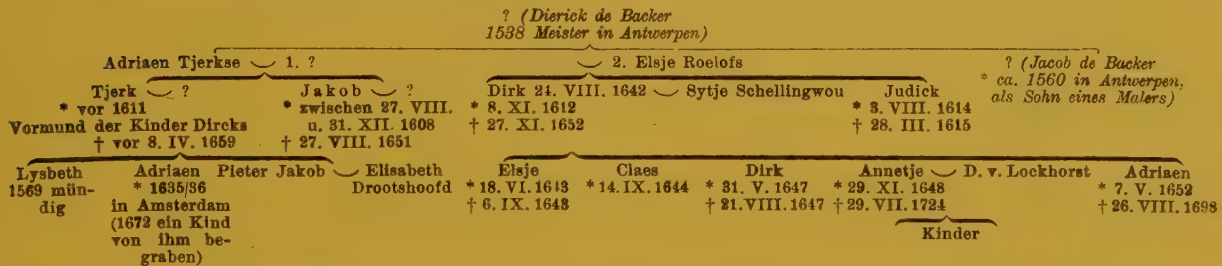 ? (Dierick de Backer
1538 Meister in Antwerpen)
Adriaen Tjerkse 1. ? 2. Elsje Roelofs ? (Jacob de Backer
* ca. 1560 in Antwerpen,
als Sohn eines Malers)
Tjerk ?
* vor 1611
Vormund der Kinder Dircks
† vor 8. IV. 1659
Jakob ?
* zwischen 27. VIII.
u. 31. XII. 1608
† 27. VIII. 1651
Dirk 24. VIII. 1642 Sytje Schellingwou
* 8. XI. 1612
† 27. XI. 1652
Judick
* 3. VIII. 1614
† 28. III. 1615
Lysbeth
1569 mün-
dig
Adriaen
* 1635/36
in Amsterdam
(1672 ein Kind
von ihm be-
graben)
Pieter Jakob Elisabeth
Drootshoofd
Elsje
* 18. VI. 1643
† 6. IX. 1643
Claes
* 14. IX. 1644
Dirk
* 31. V. 1647
† 21. VIII. 1647
Annetje D. v. Lockhorst
* 29. XI. 1648
† 29. VII. 1724
Kinder
Adriaen
* 7. V. 1652
† 26. VIII. 1698